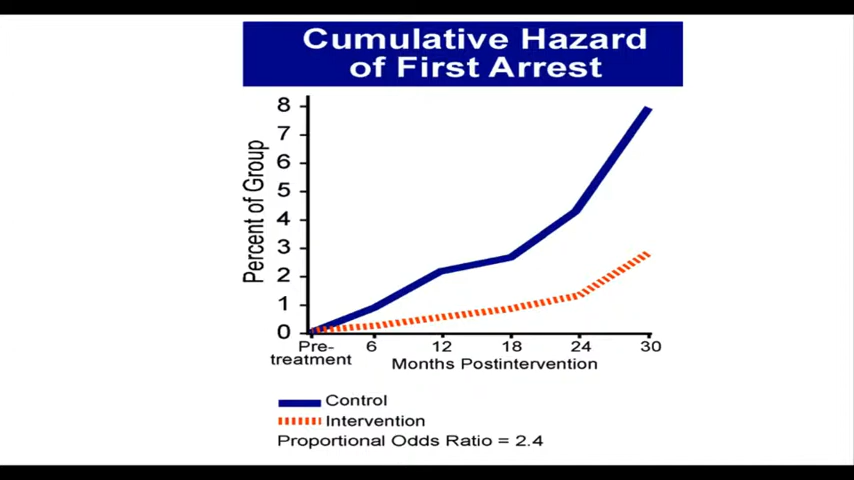 Cumulative Hazard
of First Arrest
Percent of Group
8
7
6
5
4
3
2
1
0
Pre-
treatment
6
12
18
24
30
Months Postintervention
Control
Intervention
Proportional Odds Ratio = 2.4